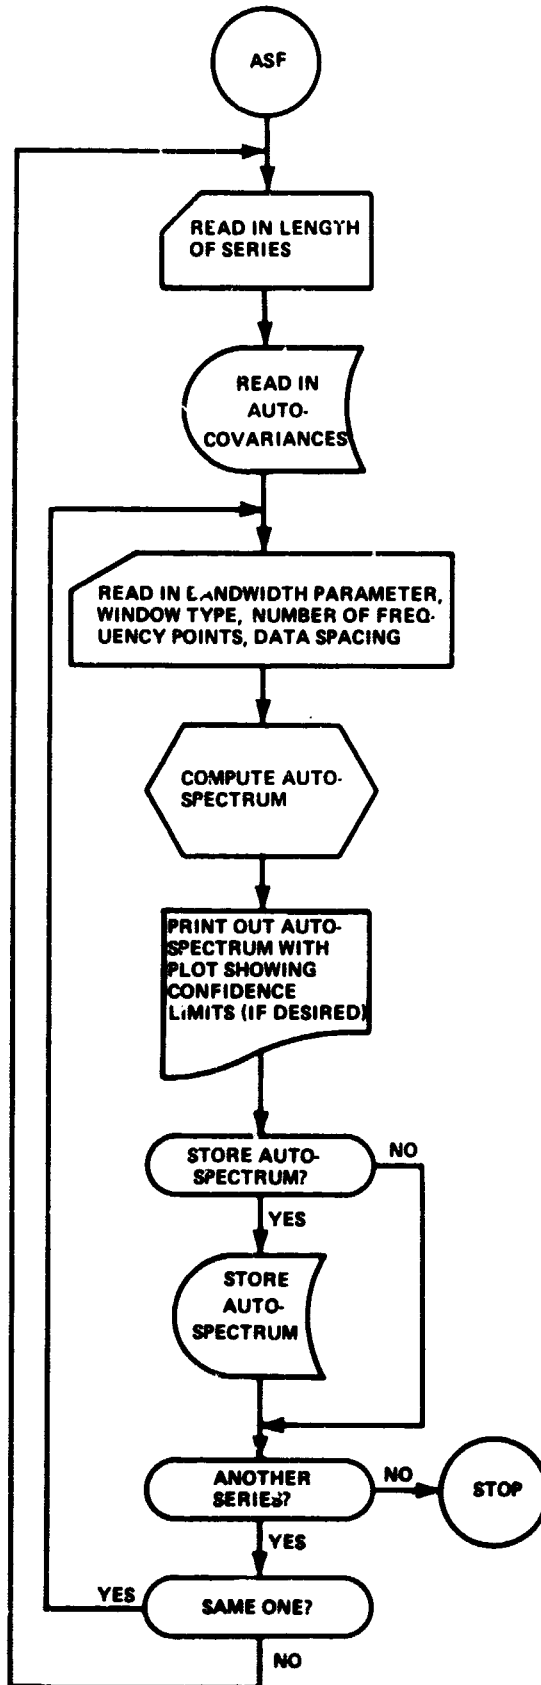 ASF
READ IN LENGTH
OF SERIES
READ IN
AUTO-
COVARIANCES
READ IN BANDWIDTH PARAMETER,
WINDOW TYPE, NUMBER OF FREQ-
UENCY POINTS, DATA SPACING
COMPUTE AUTO-
SPECTRUM
PRINT OUT AUTO-
SPECTRUM WITH
PLOT SHOWING
CONFIDENCE
LIMITS (IF DESIRED)
STORE AUTO-
SPECTRUM?
NO
YES
STORE
AUTO-
SPECTRUM
ANOTHER
SERIES?
NO
STOP
YES
YES
SAME ONE?
NO